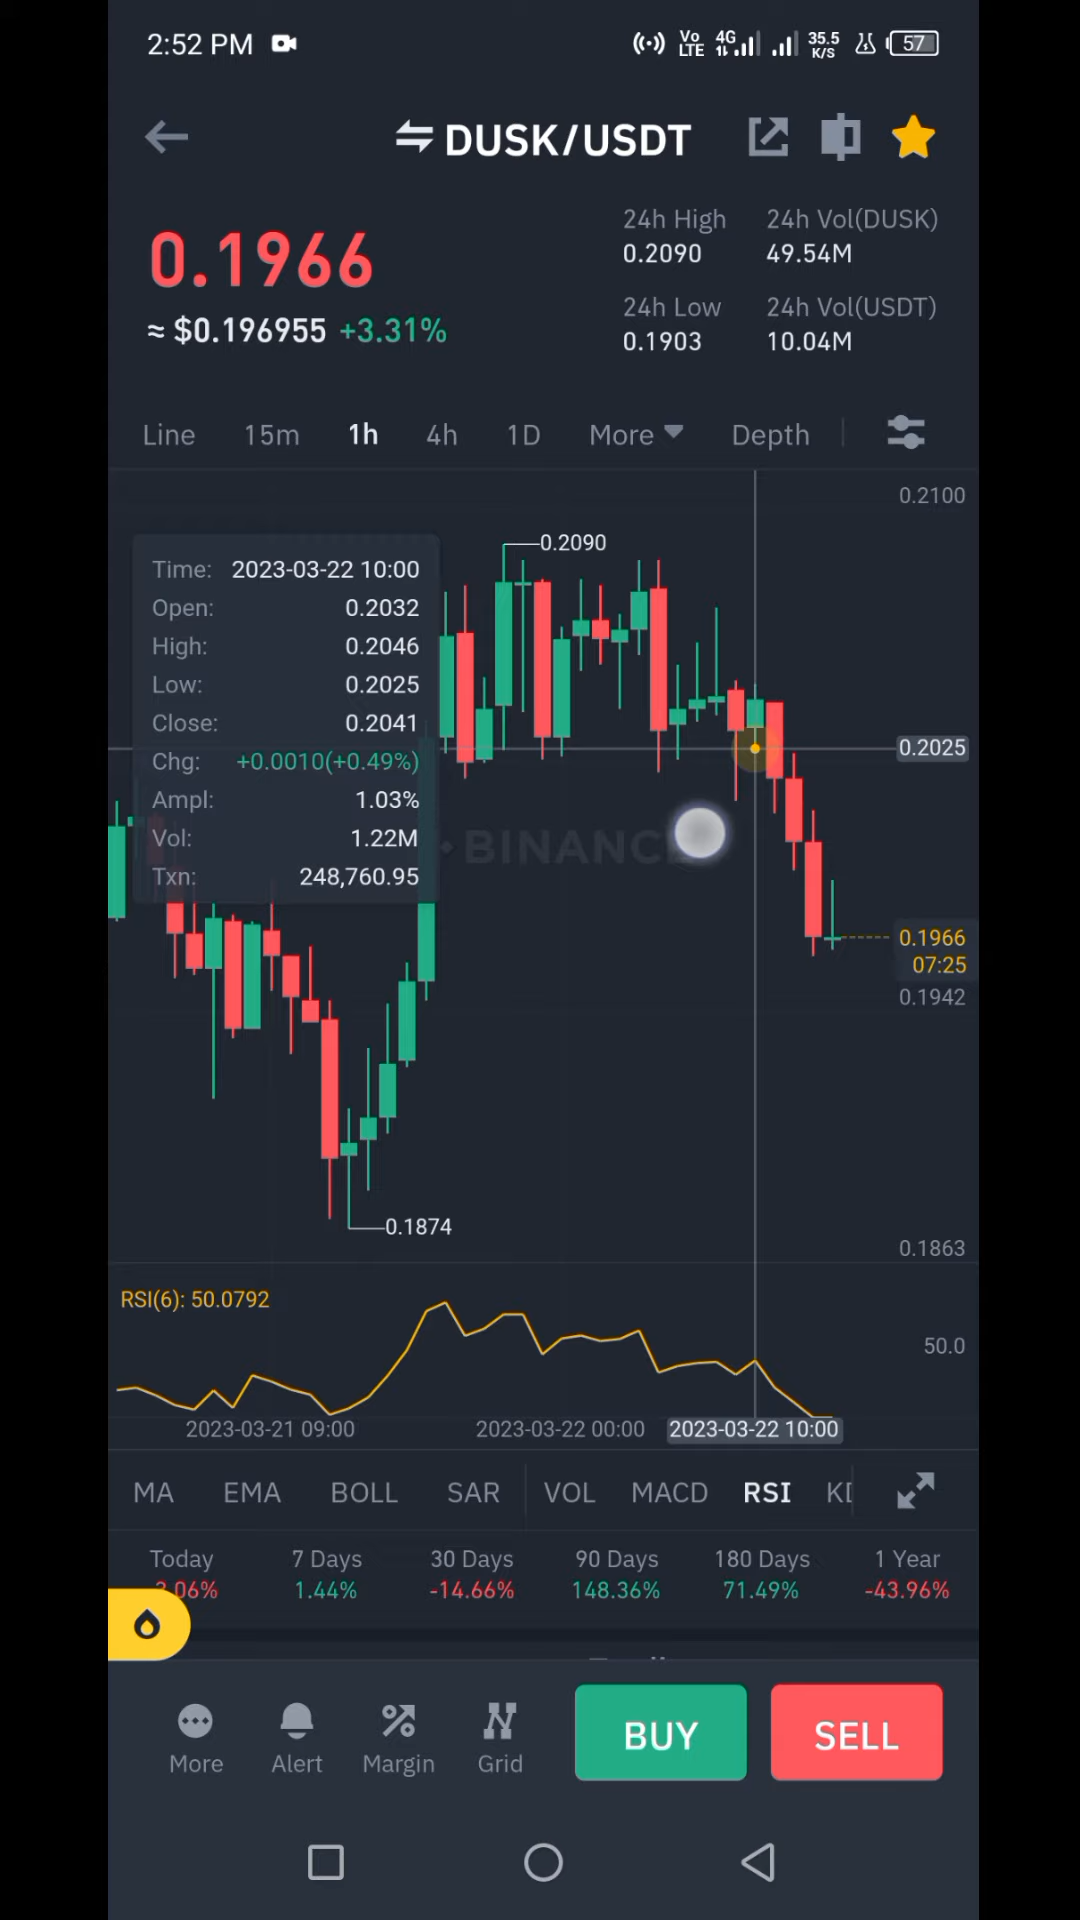 2:52 PM
Vo LTE 4G 35.5 K/S 57
DUSK/USDT
0.1966
≈ $0.196955 +3.31%
24h High 24h Vol(DUSK)
0.2090 49.54M
24h Low 24h Vol(USDT)
0.1903 10.04M
Line 15m 1h 4h 1D More Depth
0.2100
0.2090
Time: 2023-03-22 10:00
Open: 0.2032
High: 0.2046
Low: 0.2025
Close: 0.2041
Chg: +0.0010(+0.49%)
Ampl: 1.03%
Vol: 1.22M
Txn: 248,760.95
0.2025
BINANCE
0.1966
07:25
0.1942
0.1874
0.1863
RSI(6): 50.0792
50.0
2023-03-21 09:00 2023-03-22 00:00 2023-03-22 10:00
MA EMA BOLL SAR VOL MACD RSI
Today 7 Days 30 Days 90 Days 180 Days 1 Year
.06% 1.44% -14.66% 148.36% 71.49% -43.96%
More Alert Margin Grid BUY SELL